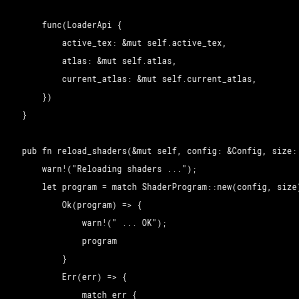 func(LoaderApi {
active_tex: &mut self.active_tex,
atlas: &mut self.atlas,
current_atlas: &mut self.current_atlas,
})
}
pub fn reload_shaders(&mut self, config: &Config, size:
warn!("Reloading shaders ...");
let program = match ShaderProgram::new(config, size
Ok(program) => {
warn!(" ... OK");
program
}
Err(err) => {
match err {